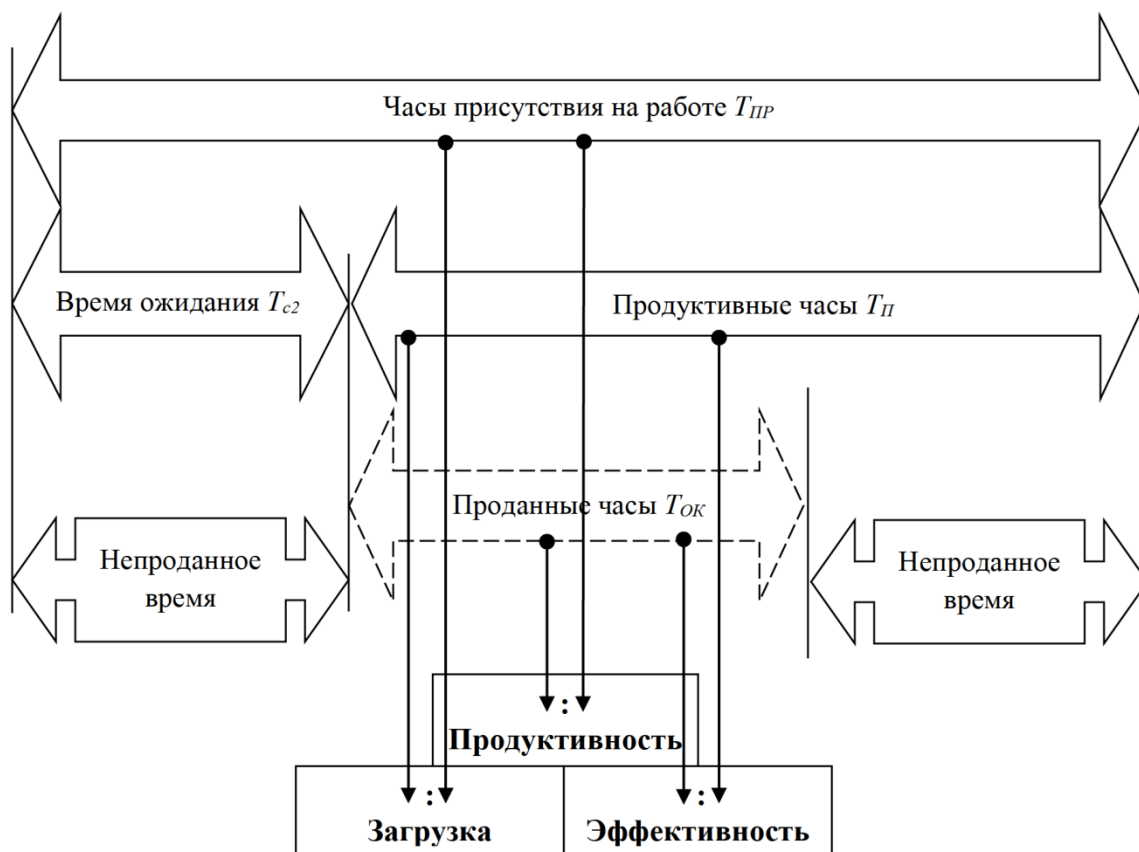 Часы присутствия на работе TПР
Время ожидания Tс2
Продуктивные часы TП
Проданные часы TОК
Непроданное
время
Непроданное
время
:
Продуктивность
:
Загрузка
:
Эффективность